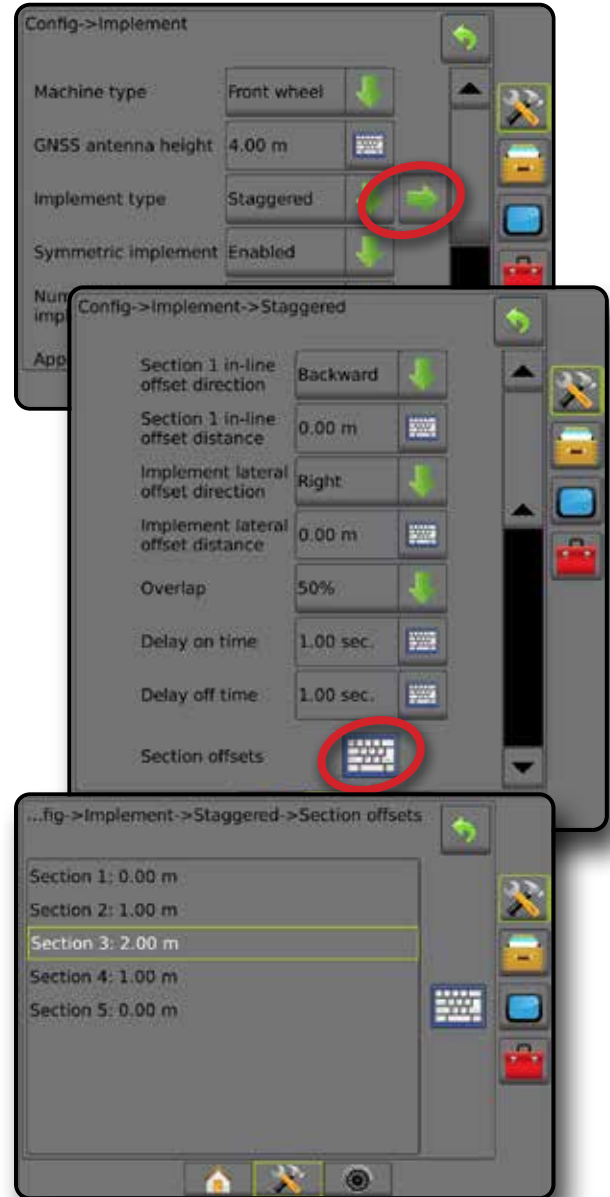 Config->Implement
Machine type Front wheel
GNSS antenna height 4.00 m
Implement type Staggered
Symmetric implement Enabled
Num
imp
App
Config->Implement->Staggered
Section 1 in-line
offset direction Backward
Section 1 in-line
offset distance 0.00 m
Implement lateral
offset direction Right
Implement lateral
offset distance 0.00 m
Overlap 50%
Delay on time 1.00 sec.
Delay off time 1.00 sec.
Section offsets
...fig->Implement->Staggered->Section offsets
Section 1: 0.00 m
Section 2: 1.00 m
Section 3: 2.00 m
Section 4: 1.00 m
Section 5: 0.00 m